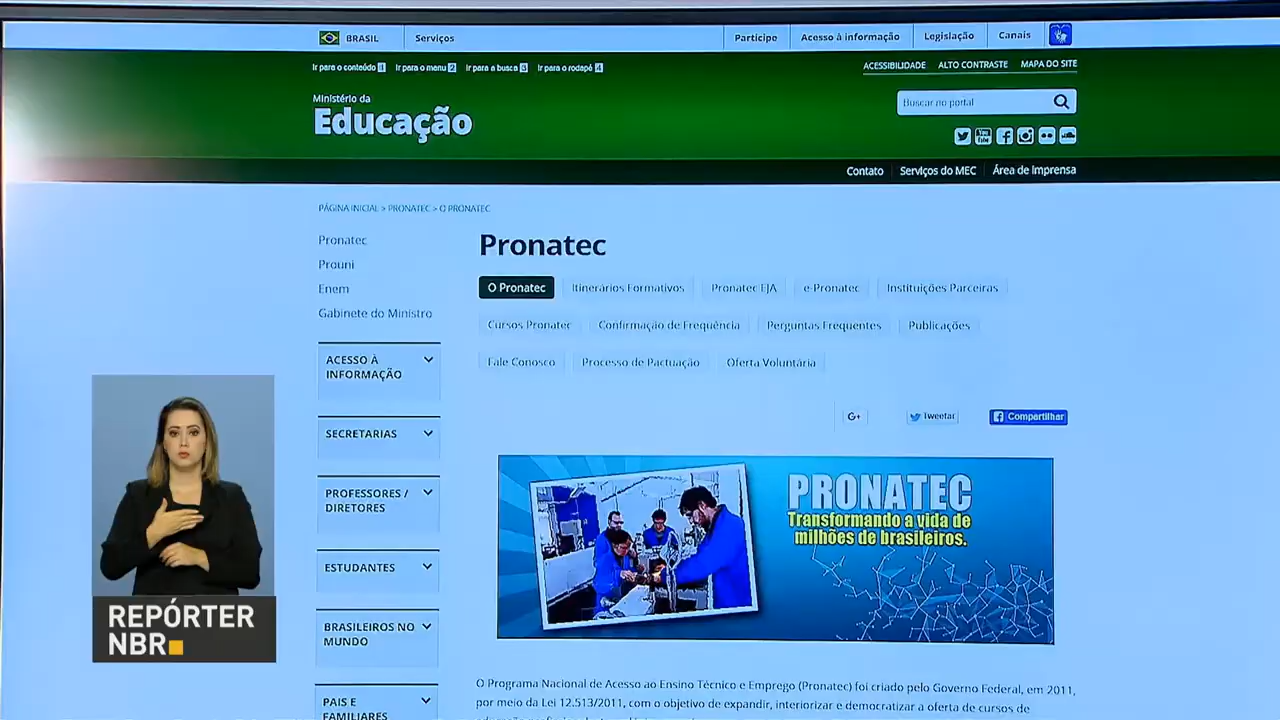 BRASIL
Serviços
Participe
Acesso à informação
Legislação
Canais
Ir para o conteúdo 1
Ir para o menu 2
Ir para a busca 3
Ir para o rodapé 4
ACESSIBILIDADE
ALTO CONTRASTE
MAPA DO SITE
Ministério da
Educação
Buscar no portal
You
Tube
Contato
Serviços do MEC
Área de Imprensa
PÁGINA INICIAL > PRONATEC > O PRONATEC
Pronatec
Prouni
Enem
Gabinete do Ministro
ACESSO À
INFORMAÇÃO
SECRETARIAS
PROFESSORES /
DIRETORES
ESTUDANTES
BRASILEIROS NO
MUNDO
PAIS E
FAMILIARES
Pronatec
O Pronatec
Itinerários Formativos
Pronatec EJA
e-Pronatec
Instituições Parceiras
Cursos Pronatec
Confirmação de Frequência
Perguntas Frequentes
Publicações
Fale Conosco
Processo de Pactuação
Oferta Voluntária
G+
Tweetar
Compartilhar
PRONATEC
Transformando a vida de
milhões de brasileiros.
O Programa Nacional de Acesso ao Ensino Técnico e Emprego (Pronatec) foi criado pelo Governo Federal, em 2011,
por meio da Lei 12.513/2011, com o objetivo de expandir, interiorizar e democratizar a oferta de cursos de
REPÓRTER
NBR